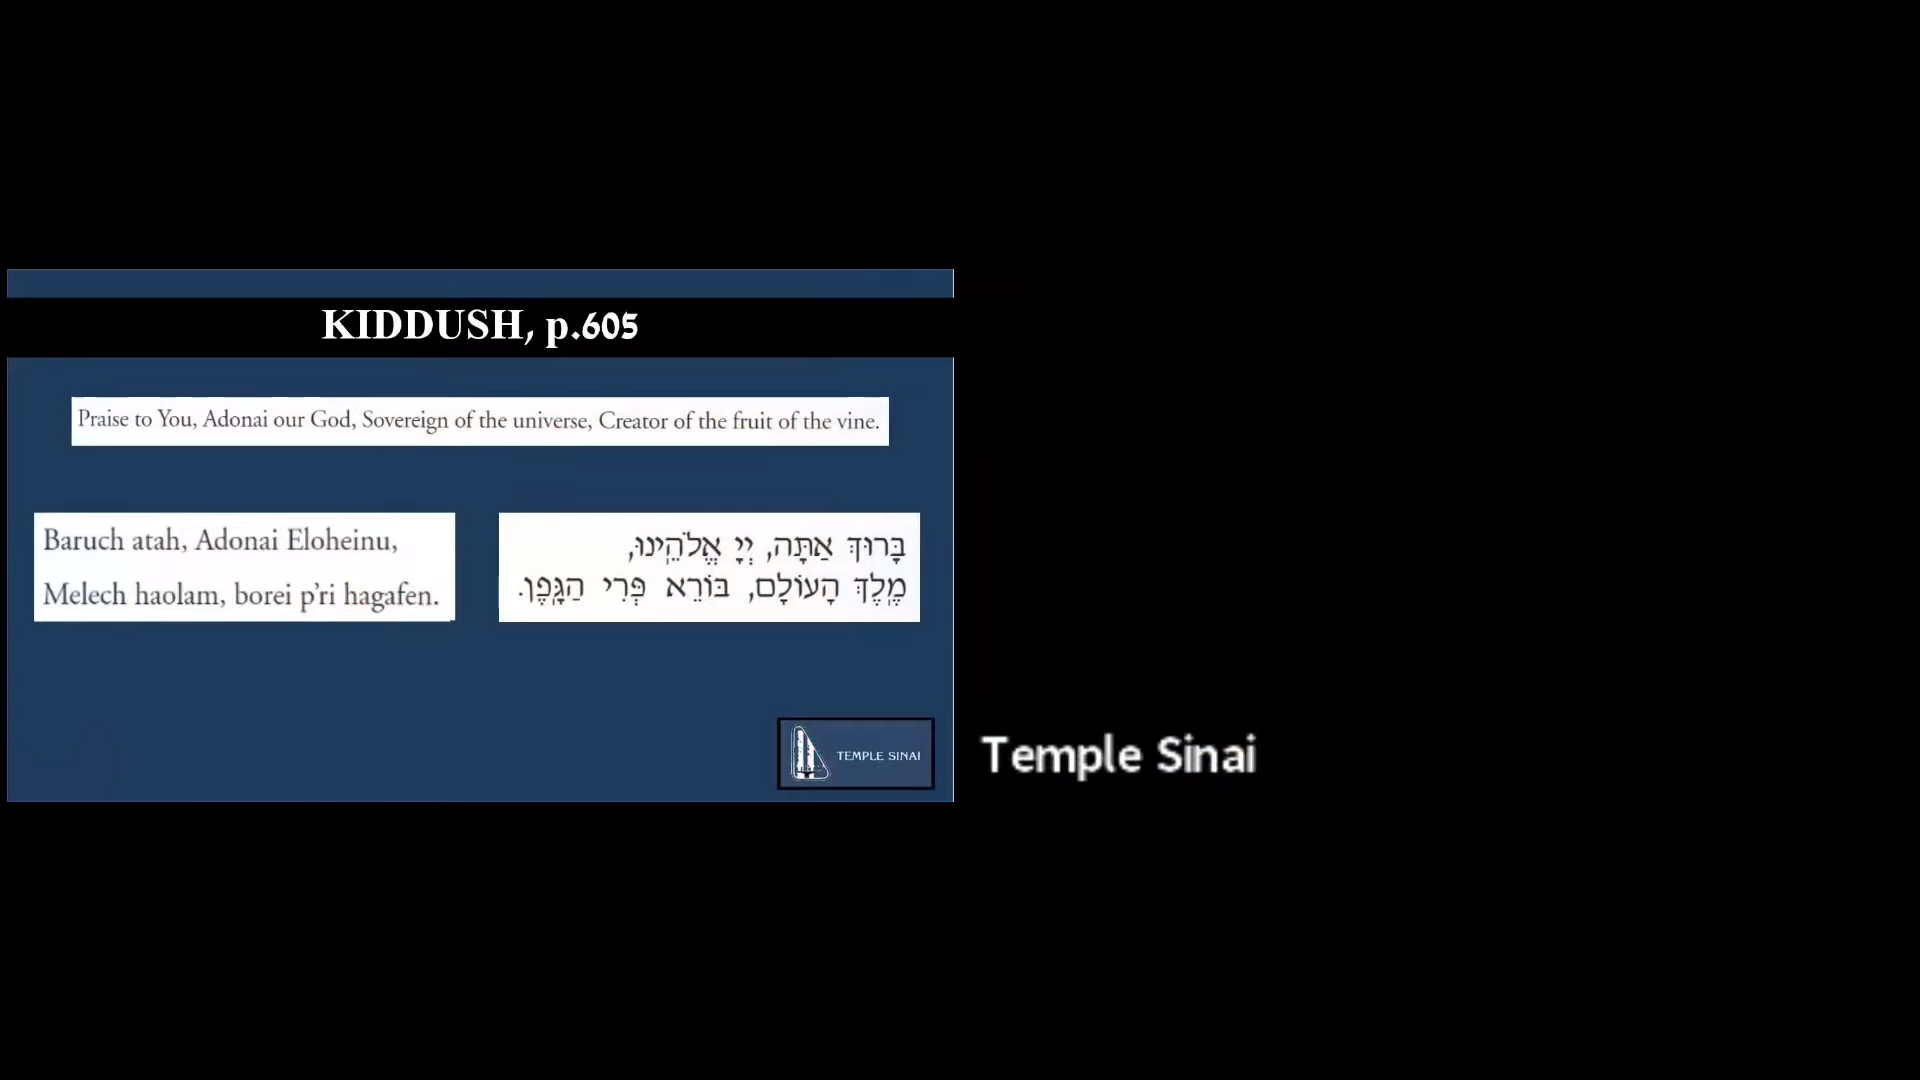 KIDDUSH, p.605
Praise to You, Adonai our God, Sovereign of the universe, Creator of the fruit of the vine.
Baruch atah, Adonai Eloheinu,
Melech haolam, borei p’ri hagafen.
בָּרוּךְ אַתָּה, יְיָ אֱלֹהֵֽינוּ,
מֶֽלֶךְ הָעוֹלָם, בּוֹרֵא פְּרִי הַגָּֽפֶן.
TEMPLE SINAI
Temple Sinai